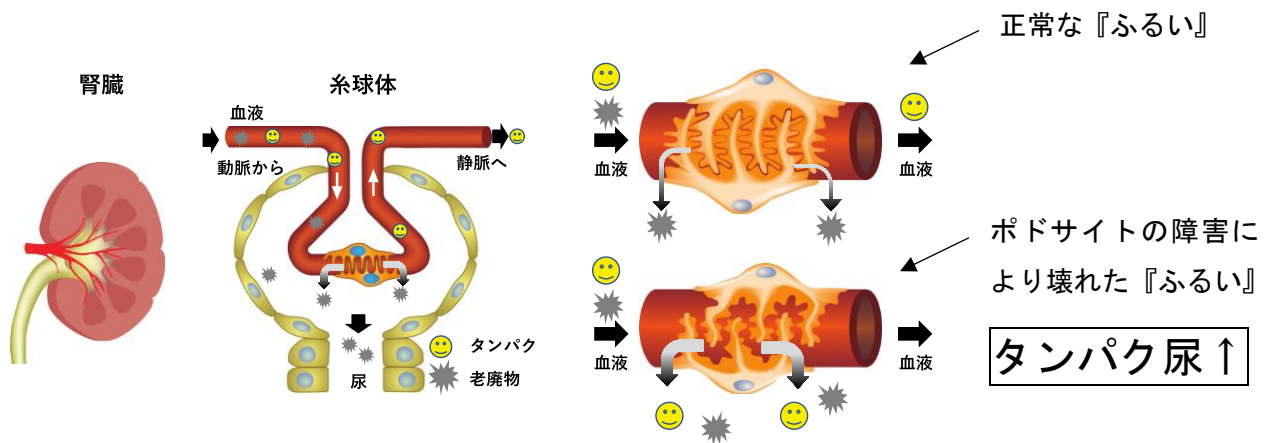 腎臓
糸球体
血液
動脈から
静脈へ
尿
タンパク
老廃物
正常な『ふるい』
血液
血液
ポドサイトの障害に
より壊れた『ふるい』
血液
血液
タンパク尿↑